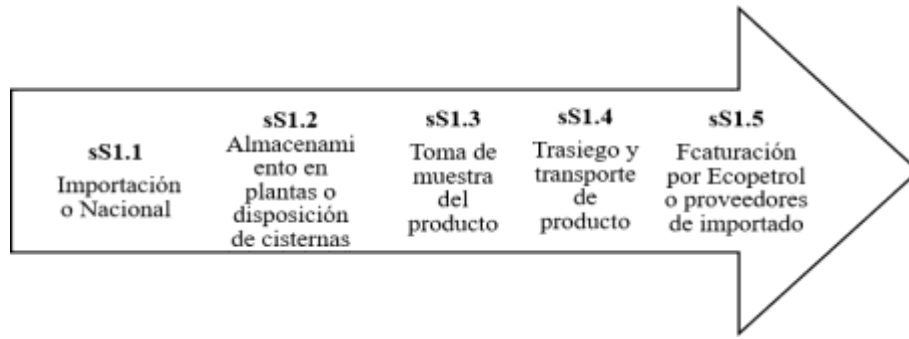 sS1.1
Importación
o Nacional
sS1.2
Almacenami
ento en
plantas o
disposición
de cisternas
sS1.3
Toma de
muestra
del
producto
sS1.4
Trasiego y
transporte
de
producto
sS1.5
Fcaturación
por Ecopetrol
o proveedores
de importado